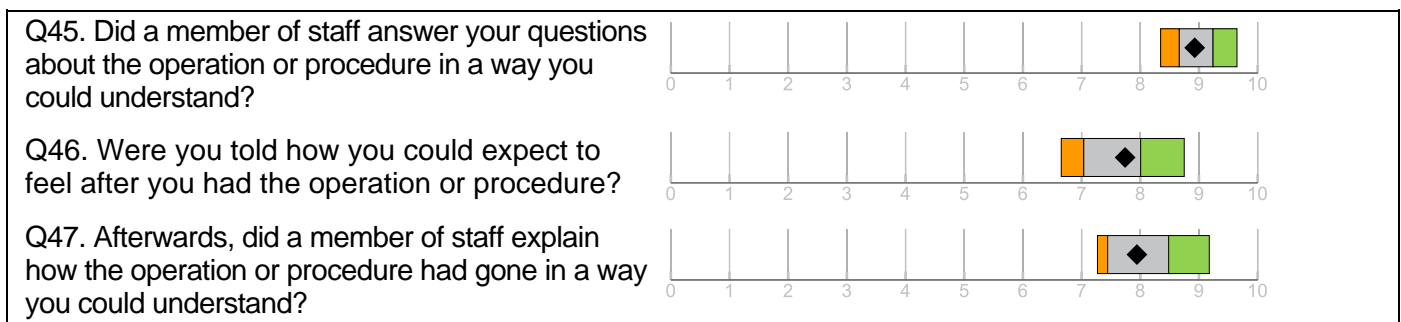 Q45. Did a member of staff answer your questions
about the operation or procedure in a way you
could understand?
0 1 2 3 4 5 6 7 8 9 10
Q46. Were you told how you could expect to
feel after you had the operation or procedure?
0 1 2 3 4 5 6 7 8 9 10
Q47. Afterwards, did a member of staff explain
how the operation or procedure had gone in a way
you could understand?
0 1 2 3 4 5 6 7 8 9 10